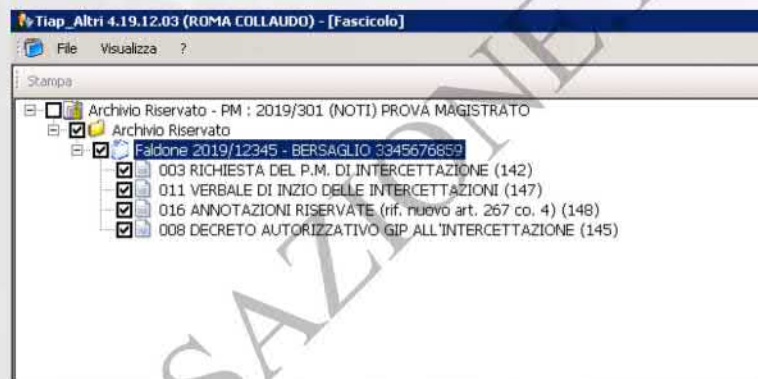 Tiap_Altri 4.19.12.03 (ROMA COLLAUDO) - [Fascicolo]
File Visualizza ?
Stampa
Archivio Riservato - PM : 2019/301 (NOTI) PROVA MAGISTRATO
Archivio Riservato
Faldone 2019/12345 - BERSAGLIO 3345676859
003 RICHIESTA DEL P.M. DI INTERCETTAZIONE (142)
011 VERBALE DI INZIO DELLE INTERCETTAZIONI (147)
016 ANNOTAZIONI RISERVATE (rif. nuovo art. 267 co. 4) (148)
008 DECRETO AUTORIZZATIVO GIP ALL'INTERCETTAZIONE (145)
SAZIONE.